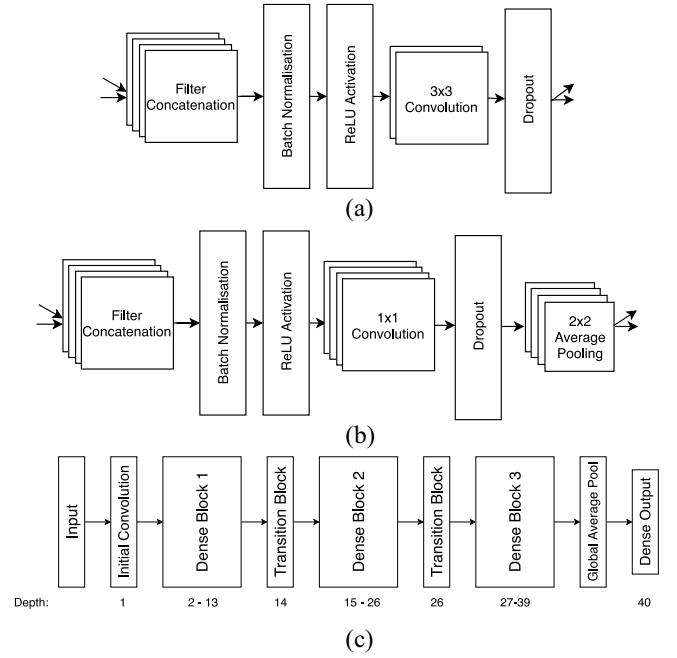 Filter
Concatenation
Batch Normalisation
ReLU Activation
3x3
Convolution
Dropout
(a)
Filter
Concatenation
Batch Normalisation
ReLU Activation
1x1
Convolution
Dropout
2x2
Average
Pooling
(b)
Input
Initial Convolution
Dense Block 1
Transition Block
Dense Block 2
Transition Block
Dense Block 3
Global Average Pool
Dense Output
Depth: 1 2 - 13 14 15 - 26 26 27-39 40
(c)